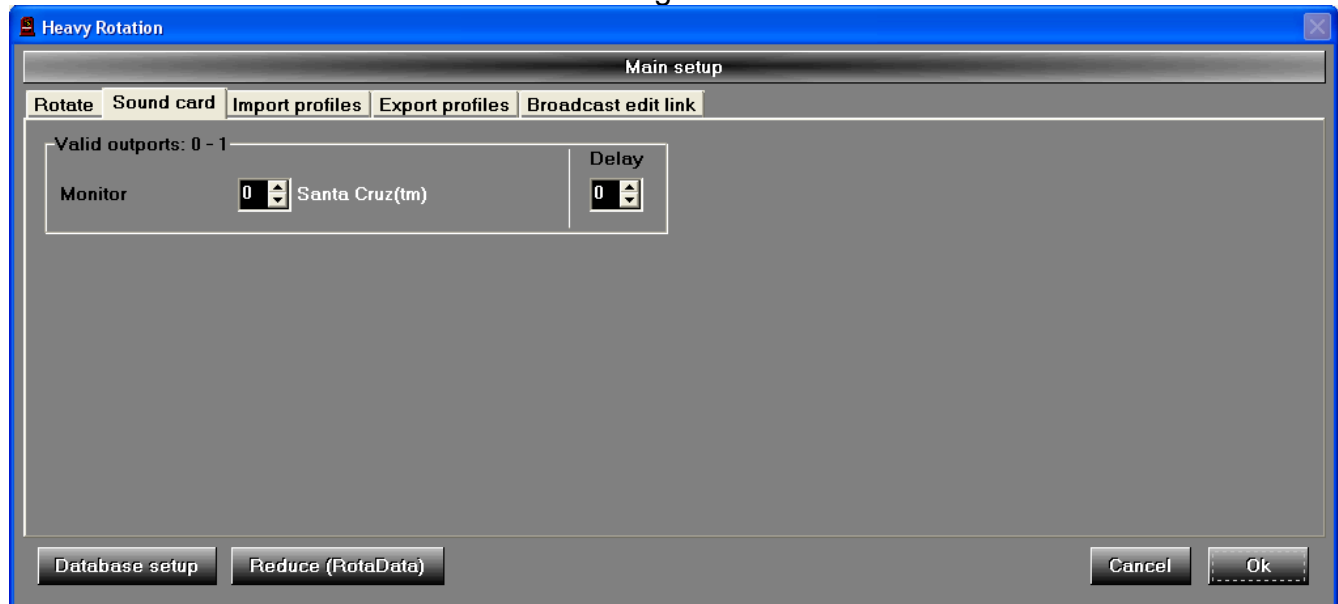 Heavy Rotation
Main setup
Rotate Sound card Import profiles Export profiles Broadcast edit link
Valid outports: 0 - 1
Delay
Monitor 0 Santa Cruz(tm) 0
Database setup Reduce (RotaData) Cancel Ok